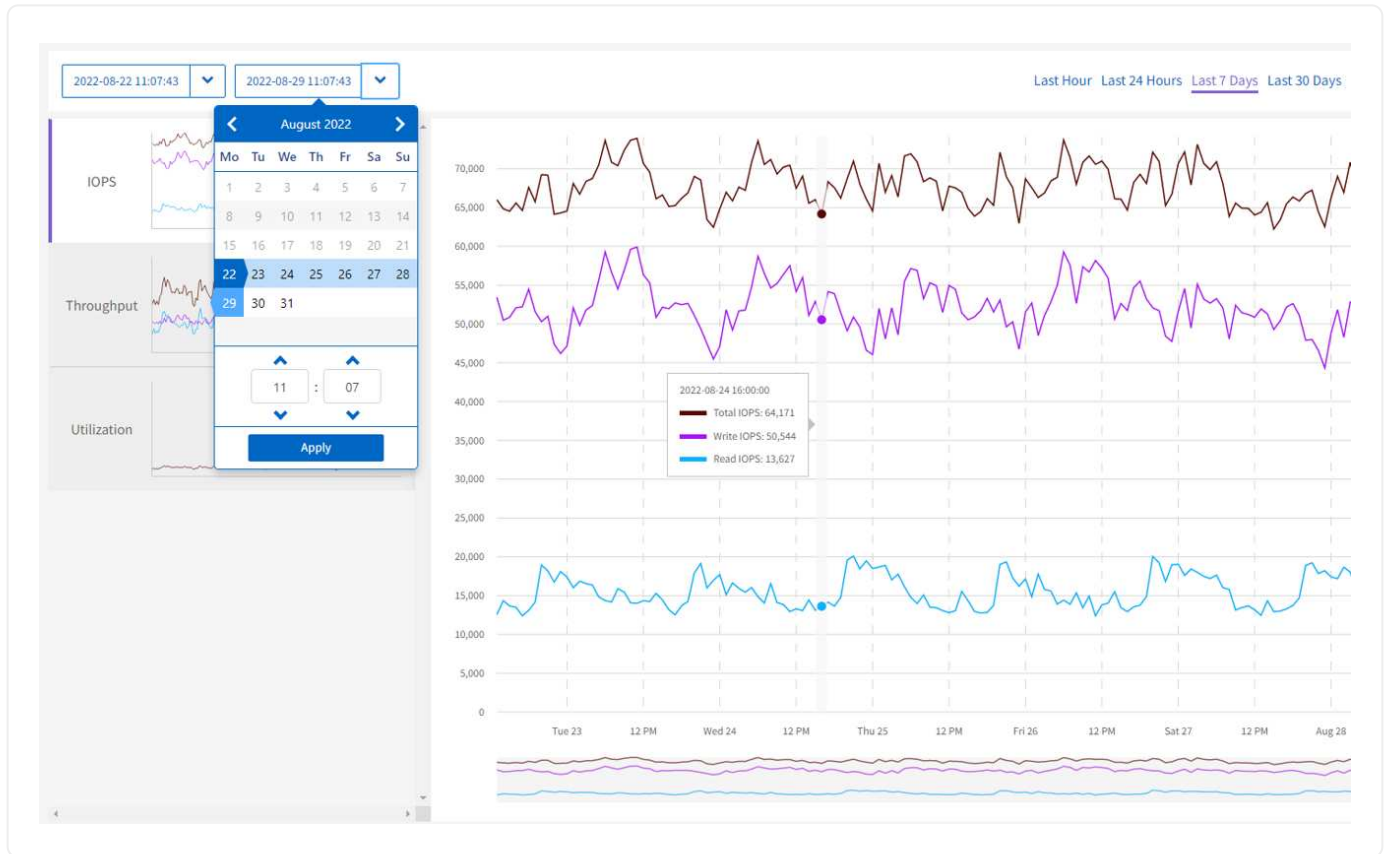 2022-08-22 11:07:43 2022-08-29 11:07:43 Last Hour Last 24 Hours Last 7 Days Last 30 Days
August 2022
Mo Tu We Th Fr Sa Su
1 2 3 4 5 6 7
8 9 10 11 12 13 14
15 16 17 18 19 20 21
22 23 24 25 26 27 28
29 30 31
11 : 07
Apply
IOPS
Throughput
Utilization
70,000
65,000
60,000
55,000
50,000
45,000
40,000
35,000
30,000
25,000
20,000
15,000
10,000
5,000
0
2022-08-24 16:00:00
Total IOPS: 64,171
Write IOPS: 50,544
Read IOPS: 13,627
Tue 23 12 PM Wed 24 12 PM Thu 25 12 PM Fri 26 12 PM Sat 27 12 PM Aug 28